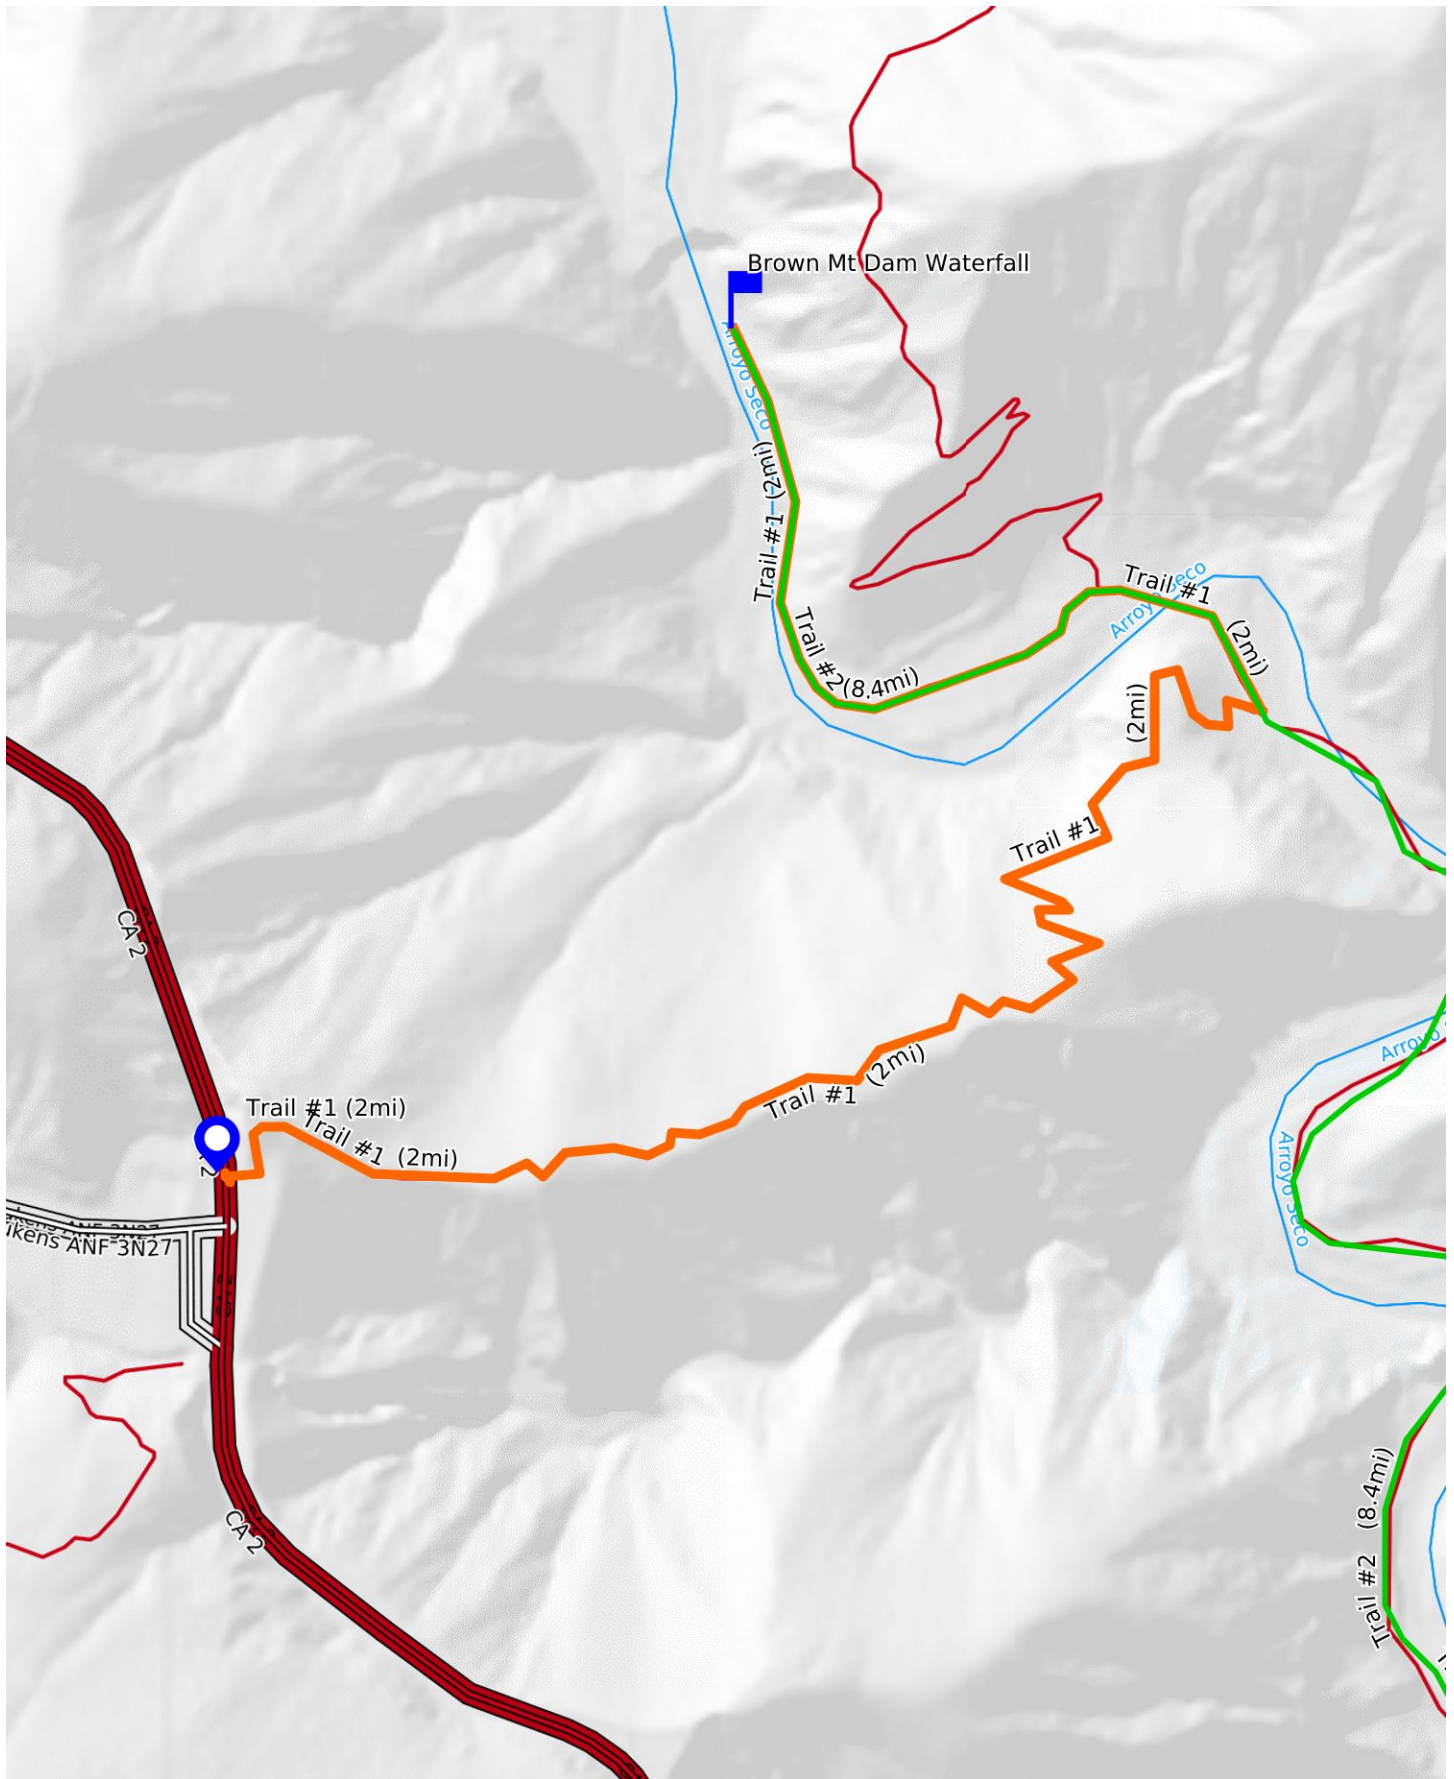 Brown Mt Dam Waterfall
Arroyo Seco
Trail #1 (2mi)
Trail #1
Arroyo Seco
(2mi)
Trail #2 (8.4mi)
(2mi)
Trail #1
CA 2
Arroyo
Trail #1 (2mi)
Trail #1 (2mi)
Trail #1 (2mi)
Arroyo Seco
ikens ANF 3N27
CA 2
Trail #2 (8.4mi)